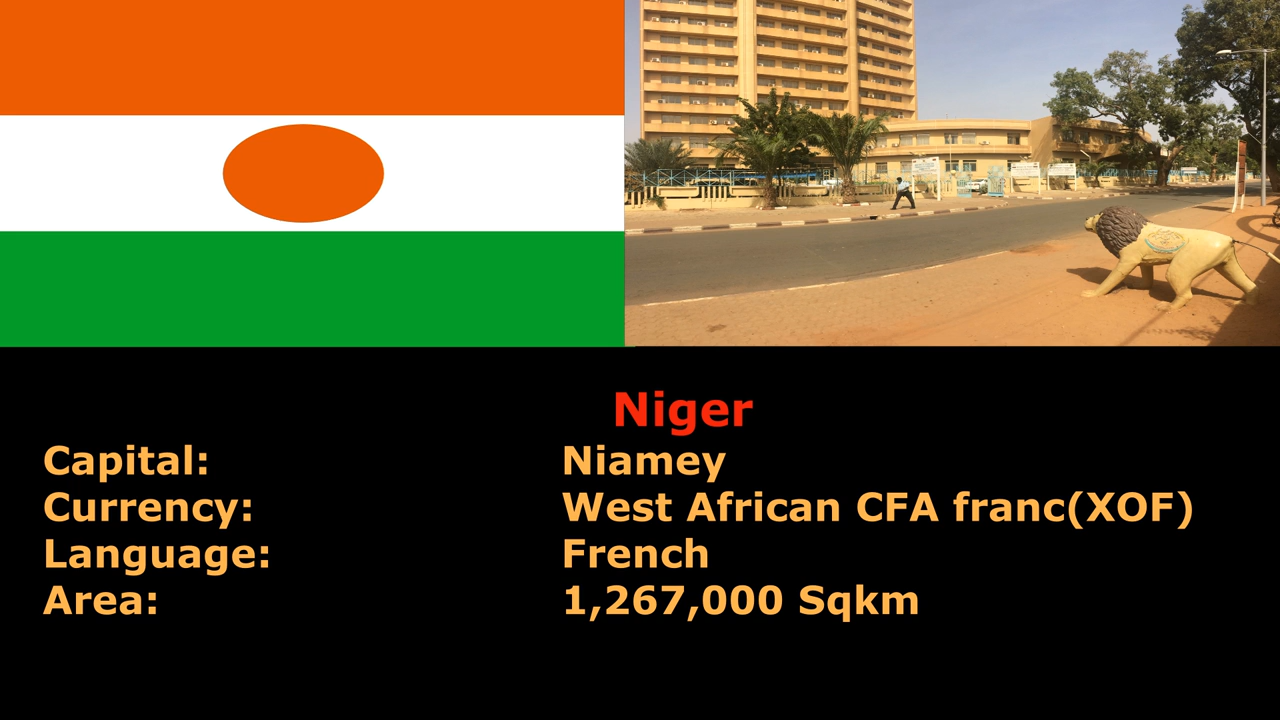 Niger
Capital: Niamey
Currency: West African CFA franc(XOF)
Language: French
Area: 1,267,000 Sqkm